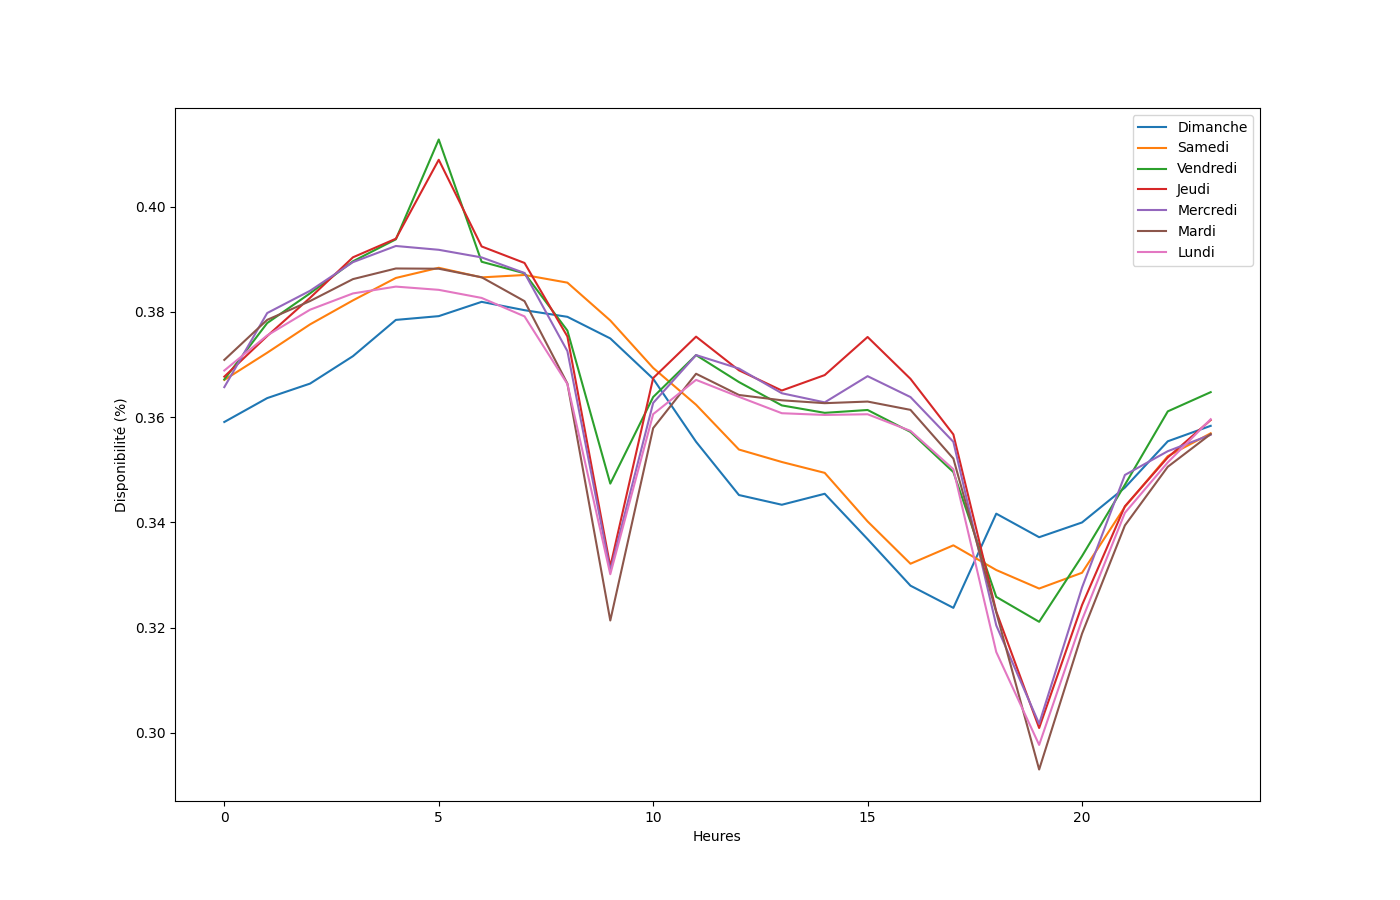 Dimanche
Samedi
Vendredi
Jeudi
Mercredi
Mardi
Lundi
0.40
0.38
0.36
0.34
0.32
0.30
Disponibilité (%)
0 5 10 15 20
Heures